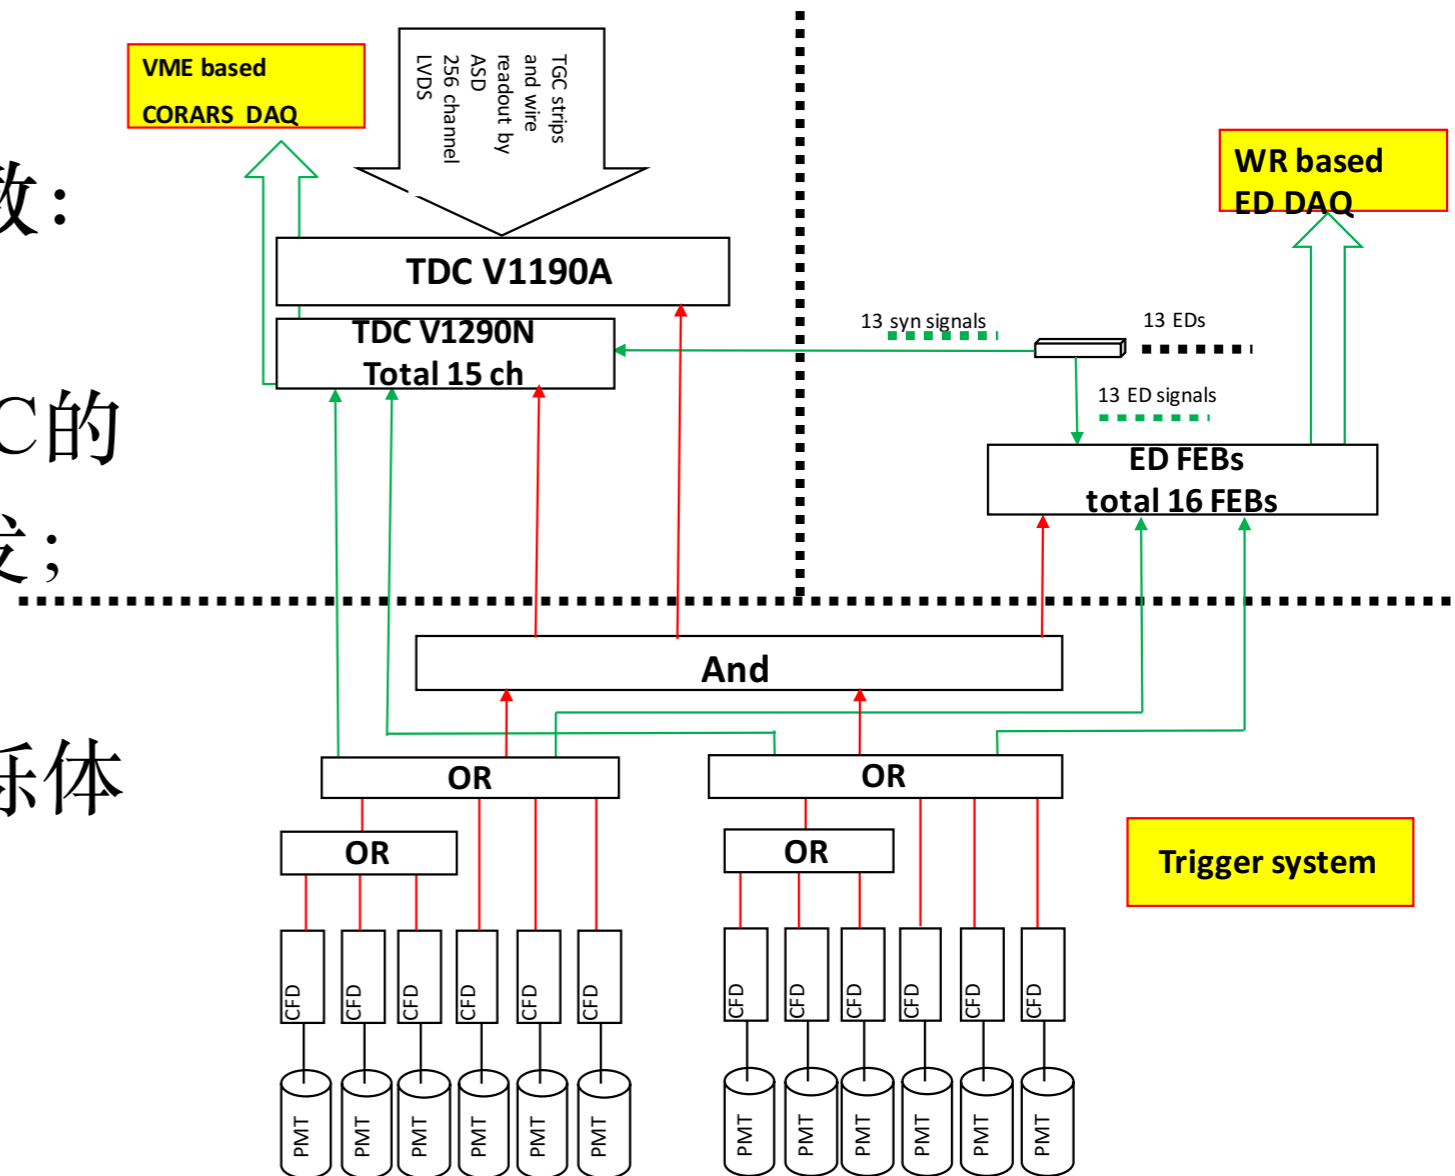 VME based
CORARS DAQ
TGC strips
and wire
readout by
ASD
256 channel
LVDS
WR based
ED DAQ
数：
TDC V1190A
TDC V1290N
Total 15 ch
13 syn signals
13 EDs
13 ED signals
C的
ED FEBs
total 16 FEBs
发；
And
烁体
OR
OR
OR
OR
Trigger system
CFD
CFD
CFD
CFD
CFD
CFD
CFD
CFD
CFD
CFD
CFD
CFD
PMT
PMT
PMT
PMT
PMT
PMT
PMT
PMT
PMT
PMT
PMT
PMT